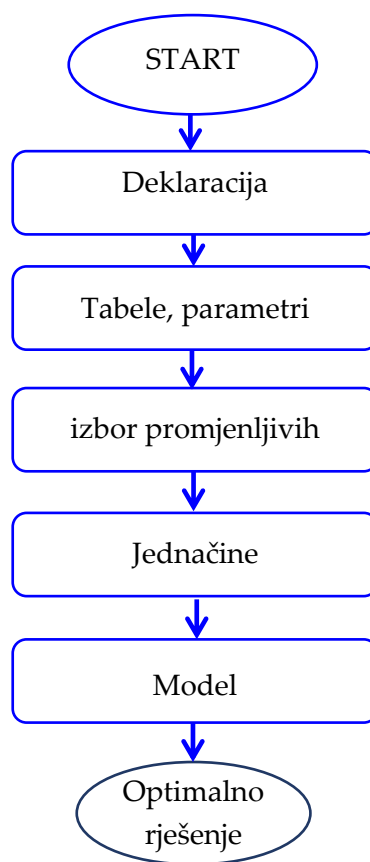 START
Deklaracija
Tabele, parametri
izbor promjenljivih
Jednačine
Model
Optimalno
rješenje